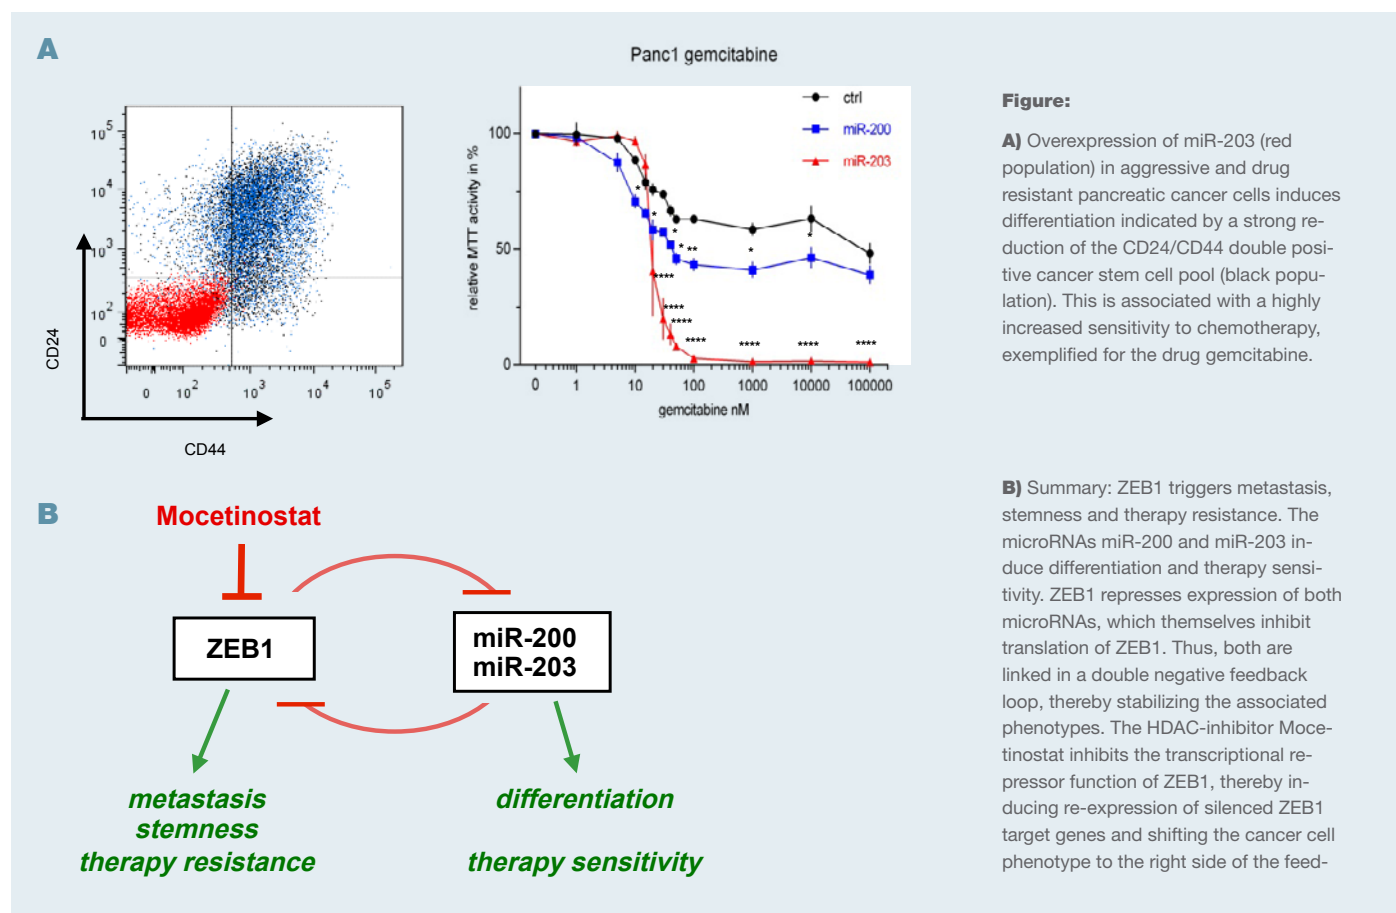 A
Panc1 gemcitabine
10^5
10^4
10^3
10^2
0
CD24
0
10^2
10^3
10^4
10^5
CD44
relative MTT activity in %
100
50
0
ctrl
miR-200
miR-203
*
*
*
*
**
*
*
****
****
****
****
****
****
****
0
1
10
100
1000
10000
100000
gemcitabine nM
Figure:
A) Overexpression of miR-203 (red
population) in aggressive and drug
resistant pancreatic cancer cells induces
differentiation indicated by a strong re-
duction of the CD24/CD44 double posi-
tive cancer stem cell pool (black popu-
lation). This is associated with a highly
increased sensitivity to chemotherapy,
exemplified for the drug gemcitabine.
B
Mocetinostat
ZEB1
miR-200
miR-203
metastasis
stemness
therapy resistance
differentiation
therapy sensitivity
B) Summary: ZEB1 triggers metastasis,
stemness and therapy resistance. The
microRNAs miR-200 and miR-203 in-
duce differentiation and therapy sensi-
tivity. ZEB1 represses expression of both
microRNAs, which themselves inhibit
translation of ZEB1. Thus, both are
linked in a double negative feedback
loop, thereby stabilizing the associated
phenotypes. The HDAC-inhibitor Moce-
tinostat inhibits the transcriptional re-
pressor function of ZEB1, thereby in-
ducing re-expression of silenced ZEB1
target genes and shifting the cancer cell
phenotype to the right side of the feed-